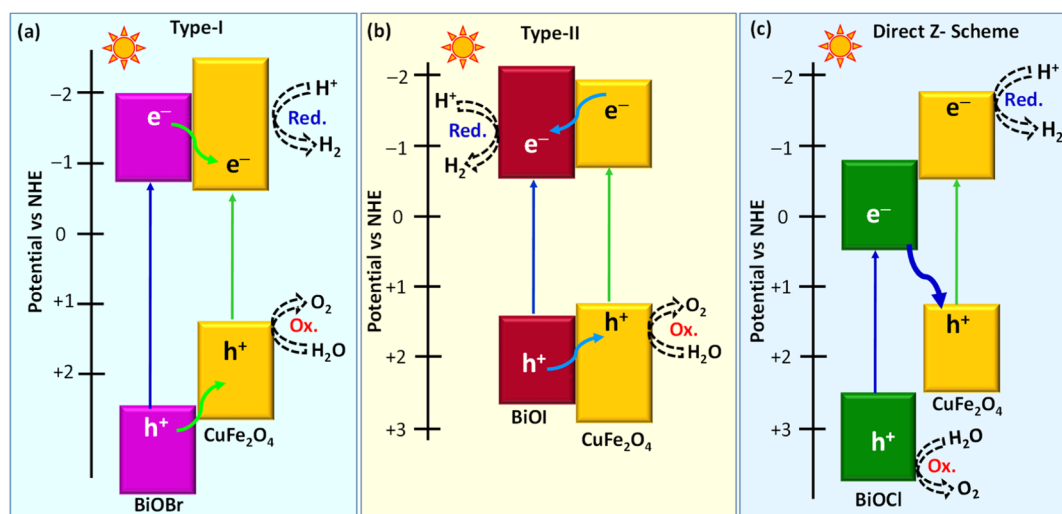 (a)
Type-I
Potential vs NHE
−2
−1
0
+1
+2
e⁻
e⁻
H⁺
Red.
H₂
O₂
Ox.
H₂O
h⁺
h⁺
CuFe₂O₄
BiOBr
(b)
Type-II
Potential vs NHE
−2
−1
0
+1
+2
+3
H⁺
Red.
H₂
e⁻
e⁻
h⁺
h⁺
O₂
Ox.
H₂O
BiOI
CuFe₂O₄
(c)
Direct Z- Scheme
Potential vs NHE
−2
−1
0
+1
+2
+3
e⁻
H⁺
Red.
H₂
e⁻
h⁺
CuFe₂O₄
h⁺
H₂O
Ox.
O₂
BiOCl